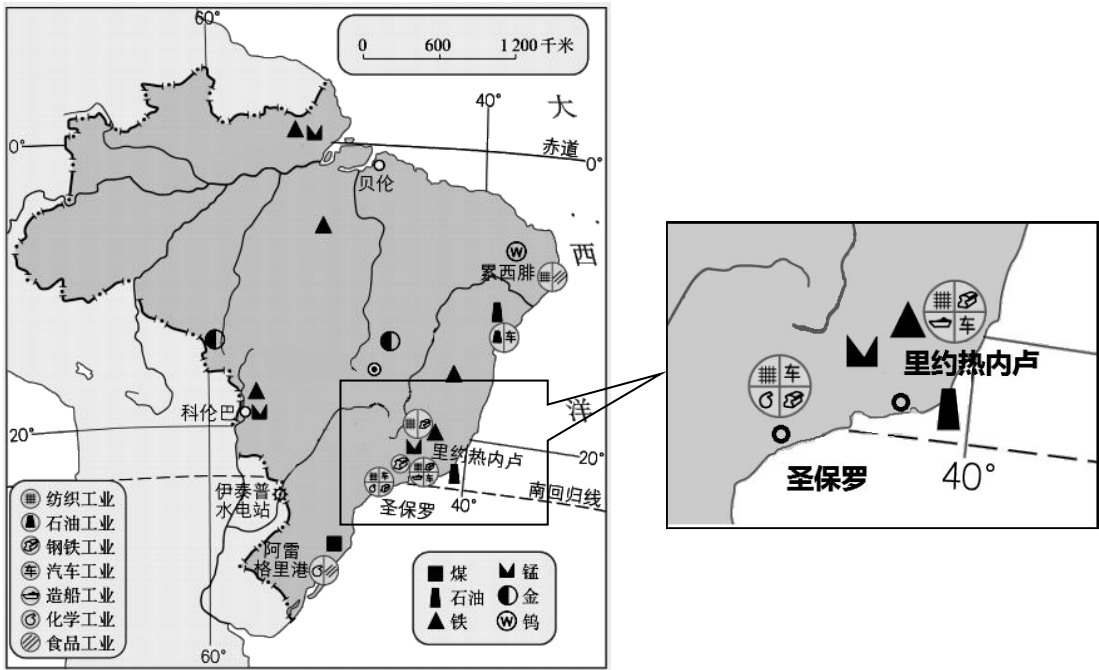 60°
0 600 1 200千米
40°
大
0°
赤道
0°
贝伦
西
W
累西腓
车
科伦巴
洋
20°
里约热内卢
20°
车
车
伊泰普
水电站
南回归线
圣保罗
40°
阿雷
格里港
60°
纺织工业
石油工业
钢铁工业
车 汽车工业
造船工业
化学工业
食品工业
煤 锰
石油 金
铁 W 钨
车
里约热内卢
车
圣保罗
40°